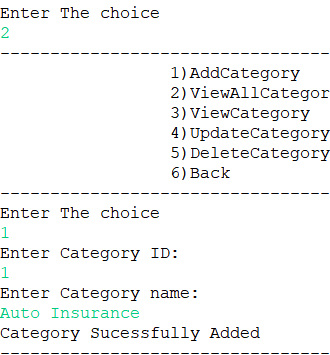 Enter The choice
2
---------------------------------
1)AddCategory
2)ViewAllCategor
3)ViewCategory
4)UpdateCategory
5)DeleteCategory
6)Back
---------------------------------
Enter The choice
1
Enter Category ID:
1
Enter Category name:
Auto Insurance
Category Sucessfully Added
---------------------------------